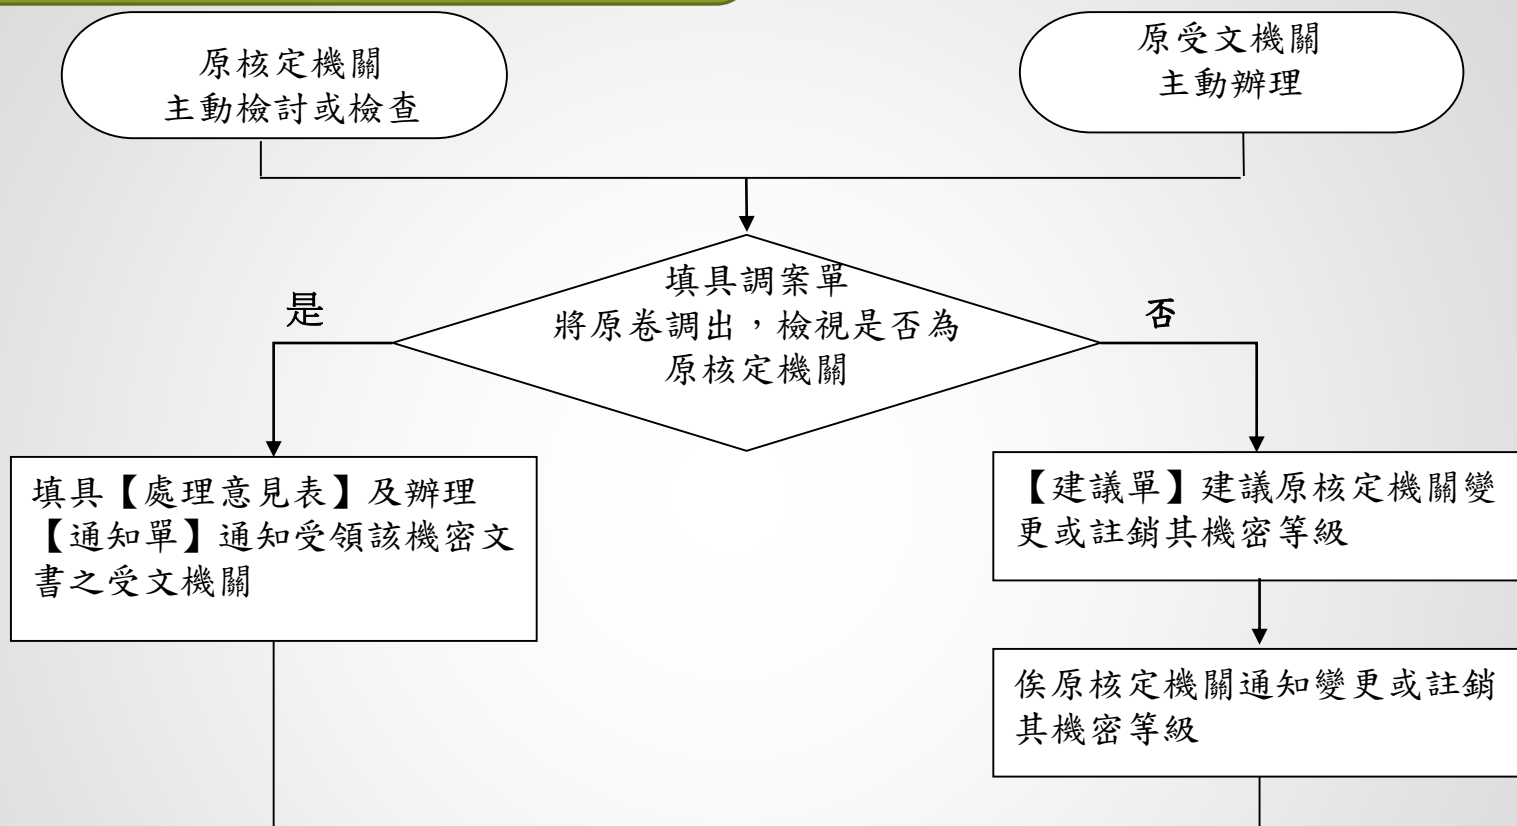 原核定機關
主動檢討或檢查
原受文機關
主動辦理
填具調案單
將原卷調出，檢視是否為
原核定機關
是
否
填具【處理意見表】及辦理
【通知單】通知受領該機密文
書之受文機關
【建議單】建議原核定機關變
更或註銷其機密等級
俟原核定機關通知變更或註銷
其機密等級